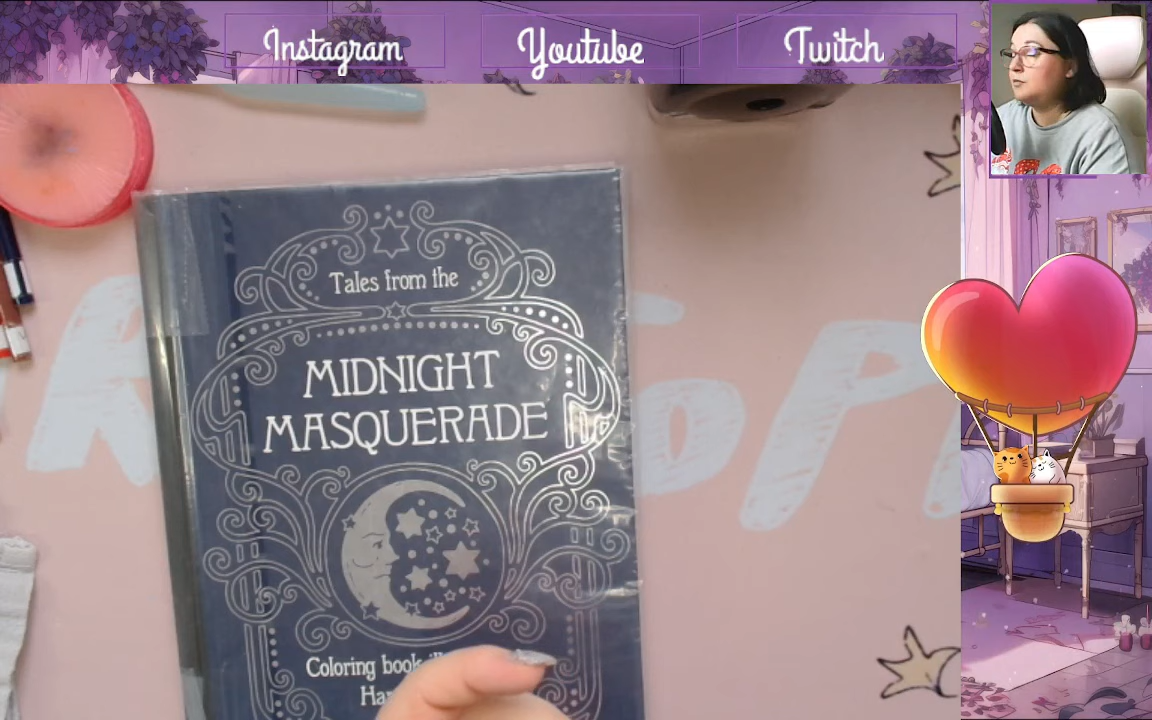 Instagram
Youtube
Twitch
Tales from the
MIDNIGHT
MASQUERADE
Coloring book